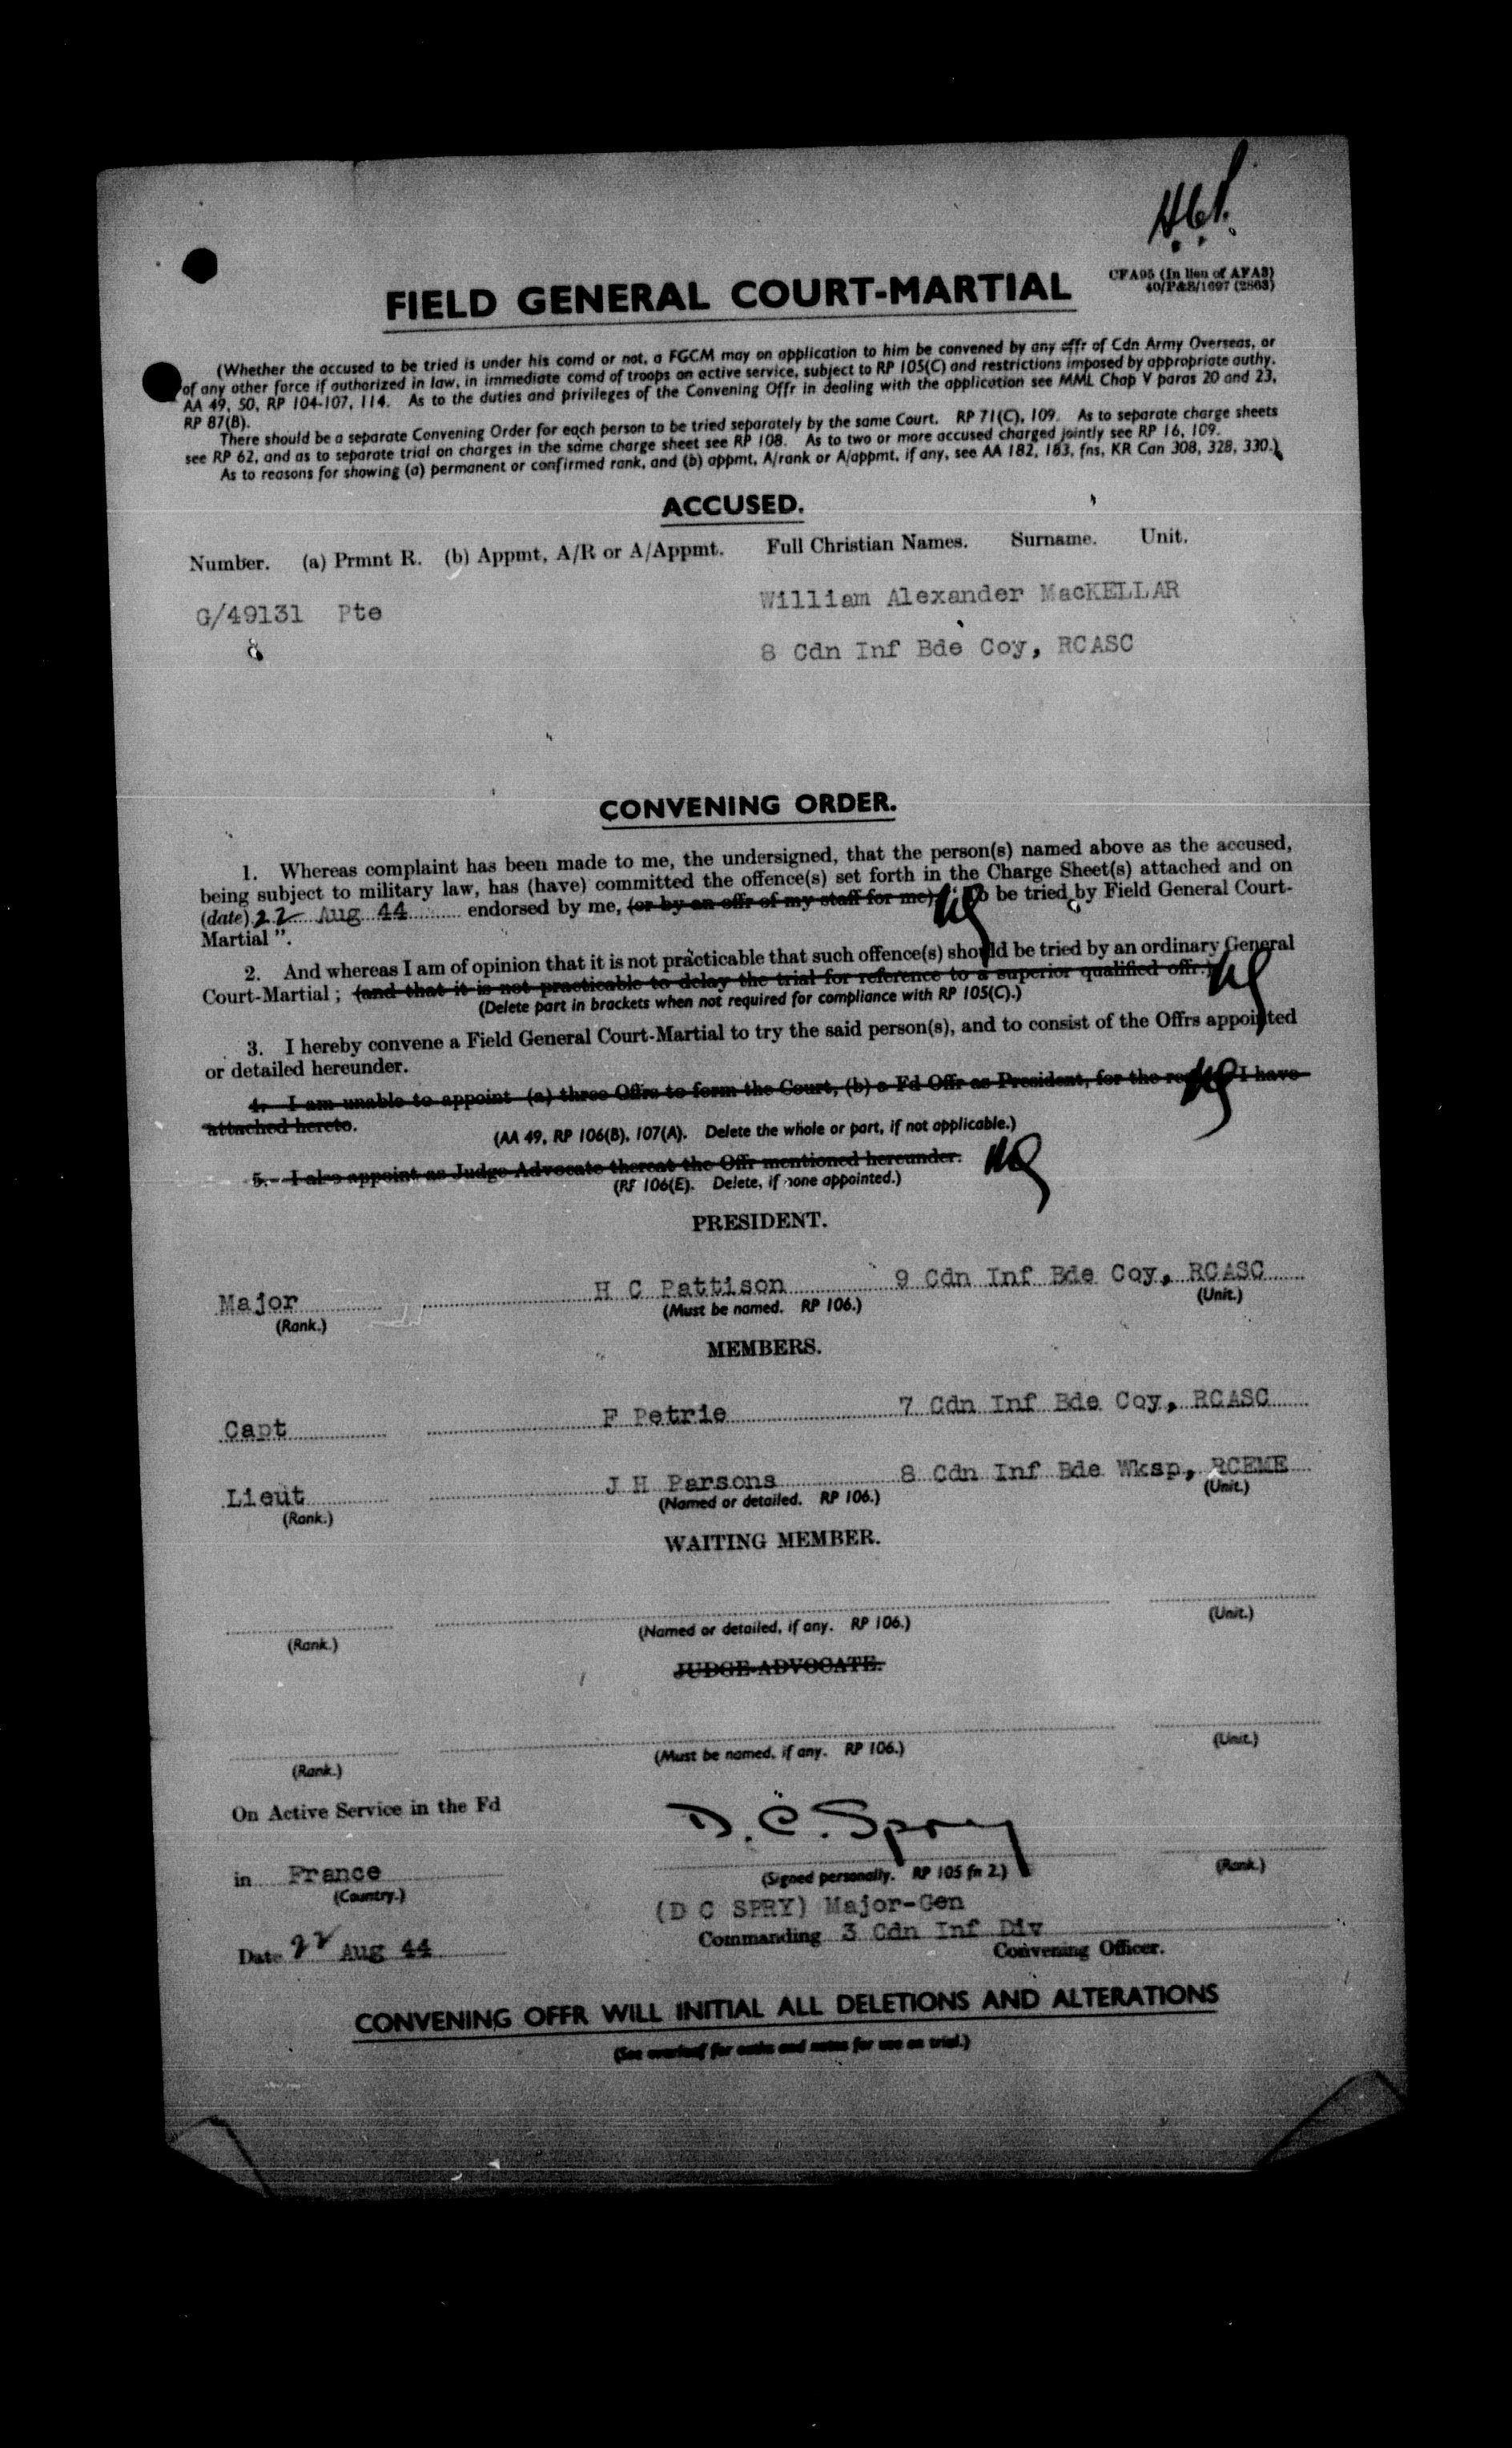 H.C.P.
CFA95 (In lieu of AFA3)
40/P&S/1697 (2868)
FIELD GENERAL COURT-MARTIAL
(Whether the accused to be tried is under his comd or not, a FGCM may on application to him be convened by any offr of Cdn Army Overseas, or
of any other force if authorized in law, in immediate comd of troops on active service, subject to RP 105(C) and restrictions imposed by appropriate authy.
AA 49, 50, RP 104-107, 114. As to the duties and privileges of the Convening Offr in dealing with the application see MML Chap V paras 20 and 23,
RP 87(B).
There should be a separate Convening Order for each person to be tried separately by the same Court. RP 71(C), 109. As to separate charge sheets
see RP 62, and as to separate trial on charges in the same charge sheet see RP 108. As to two or more accused charged jointly see RP 16, 109.
As to reasons for showing (a) permanent or confirmed rank, and (b) appmt, A/rank or A/appmt, if any, see AA 182, 183, fns, KR Can 308, 328, 330.)
ACCUSED.
Number. (a) Prmnt R. (b) Appmt, A/R or A/Appmt. Full Christian Names. Surname. Unit.
G/49131 Pte William Alexander MacKELLAR
8 Cdn Inf Bde Coy, RCASC
CONVENING ORDER.
1. Whereas complaint has been made to me, the undersigned, that the person(s) named above as the accused,
being subject to military law, has (have) committed the offence(s) set forth in the Charge Sheet(s) attached and on
(date) 22 Aug 44 endorsed by me, (or by an offr of my staff for me) be tried by Field General Court-
Martial ”.
2. And whereas I am of opinion that it is not practicable that such offence(s) should be tried by an ordinary General
Court-Martial ; (and that it is not practicable to delay the trial for reference to a superior qualified offr.)
(Delete part in brackets when not required for compliance with RP 105(C).)
3. I hereby convene a Field General Court-Martial to try the said person(s), and to consist of the Offrs appointed
or detailed hereunder.
4. I am unable to appoint (a) three Offrs to form the Court, (b) a Fd Offr as President, for the I have
attached hereto.
(AA 49, RP 106(B), 107(A). Delete the whole or part, if not applicable.)
5. I also appoint as Judge-Advocate thereat the Offr mentioned hereunder.
(RP 106(E). Delete, if none appointed.)
PRESIDENT.
Major H C Pattison 9 Cdn Inf Bde Coy, RCASC
(Rank.) (Must be named. RP 106.) (Unit.)
MEMBERS.
Capt F Petrie 7 Cdn Inf Bde Coy, RCASC
Lieut J H Parsons 8 Cdn Inf Bde Wksp, RCEME
(Rank.) (Named or detailed. RP 106.) (Unit.)
WAITING MEMBER.
(Rank.) (Named or detailed, if any. RP 106.) (Unit.)
JUDGE-ADVOCATE.
(Rank.) (Must be named, if any. RP 106.) (Unit.)
On Active Service in the Fd
D. C. Spry
in France
(Country.)
(Signed personally. RP 105 fn 2.) (Rank.)
(D C SPRY) Major-Gen
Commanding 3 Cdn Inf Div
Date 22 Aug 44
Convening Officer.
CONVENING OFFR WILL INITIAL ALL DELETIONS AND ALTERATIONS
(See overleaf for oaths and notes for use on trial.)